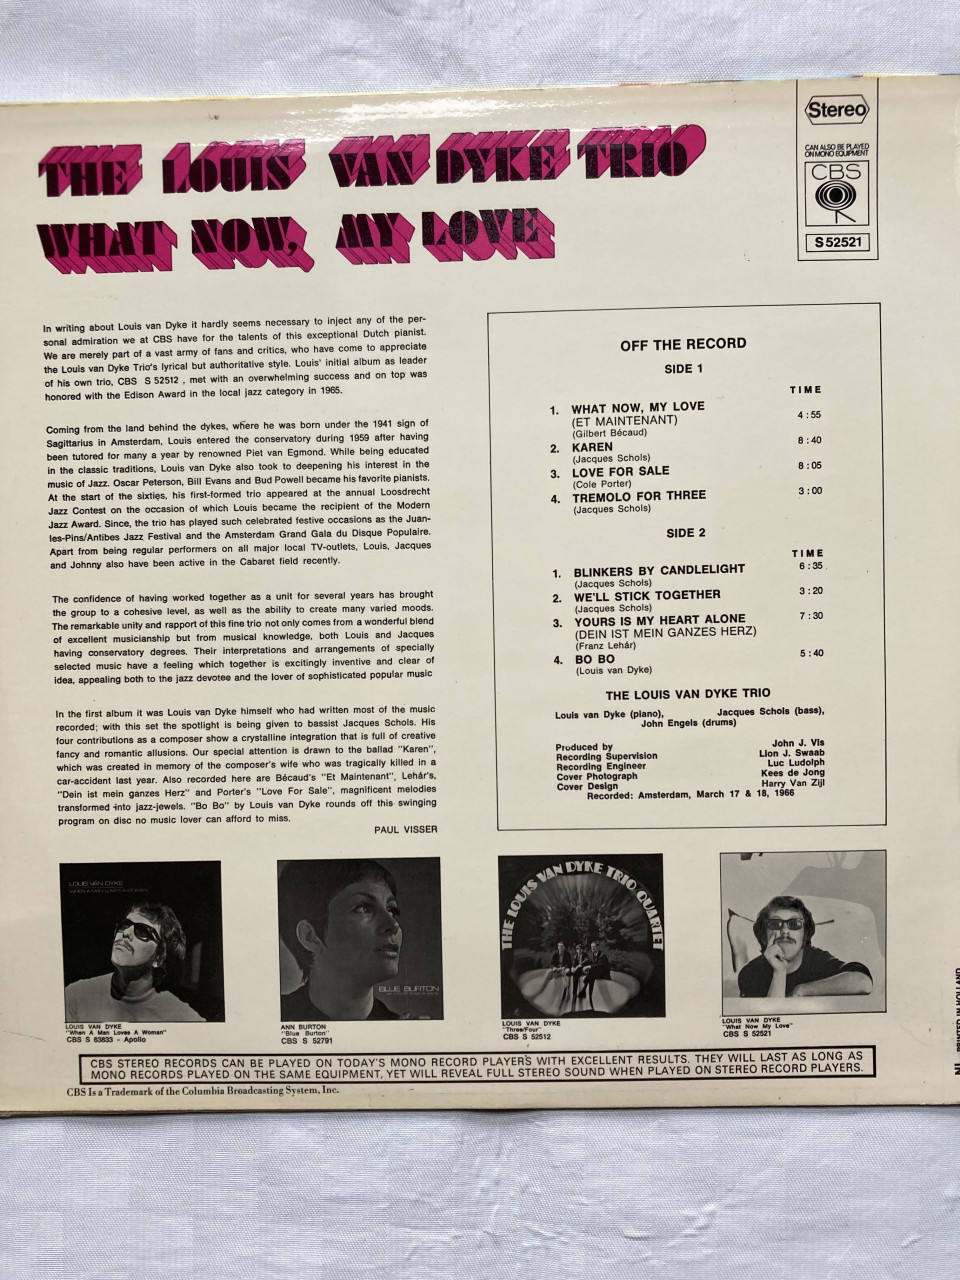 THE LOUIS VAN DYKE TRIO
WHAT NOW, MY LOVE
Stereo
CAN ALSO BE PLAYED
ON MONO EQUIPMENT
CBS
S 52521
In writing about Louis van Dyke it hardly seems necessary to inject any of the per-
sonal admiration we at CBS have for the talents of this exceptional Dutch pianist.
We are merely part of a vast army of fans and critics, who have come to appreciate
the Louis van Dyke Trio's lyrical but authoritative style. Louis' initial album as leader
of his own trio, CBS S 52512 , met with an overwhelming success and on top was
honored with the Edison Award in the local jazz category in 1965.
Coming from the land behind the dykes, where he was born under the 1941 sign of
Sagittarius in Amsterdam, Louis entered the conservatory during 1959 after having
been tutored for many a year by renowned Piet van Egmond. While being educated
in the classic traditions, Louis van Dyke also took to deepening his interest in the
music of Jazz. Oscar Peterson, Bill Evans and Bud Powell became his favorite pianists.
At the start of the sixties, his first-formed trio appeared at the annual Loosdrecht
Jazz Contest on the occasion of which Louis became the recipient of the Modern
Jazz Award. Since, the trio has played such celebrated festive occasions as the Juan-
les-Pins/Antibes Jazz Festival and the Amsterdam Grand Gala du Disque Populaire.
Apart from being regular performers on all major local TV-outlets, Louis, Jacques
and Johnny also have been active in the Cabaret field recently.
The confidence of having worked together as a unit for several years has brought
the group to a cohesive level, as well as the ability to create many varied moods.
The remarkable unity and rapport of this fine trio not only comes from a wonderful blend
of excellent musicianship but from musical knowledge, both Louis and Jacques
having conservatory degrees. Their interpretations and arrangements of specially
selected music have a feeling which together is excitingly inventive and clear of
idea, appealing both to the jazz devotee and the lover of sophisticated popular music
In the first album it was Louis van Dyke himself who had written most of the music
recorded; with this set the spotlight is being given to bassist Jacques Schols. His
four contributions as a composer show a crystalline integration that is full of creative
fancy and romantic allusions. Our special attention is drawn to the ballad "Karen",
which was created in memory of the composer's wife who was tragically killed in a
car-accident last year. Also recorded here are Bécaud's "Et Maintenant", Lehár's,
"Dein ist mein ganzes Herz" and Porter's "Love For Sale", magnificent melodies
transformed into jazz-jewels. "Bo Bo" by Louis van Dyke rounds off this swinging
program on disc no music lover can afford to miss.
PAUL VISSER
OFF THE RECORD
SIDE 1
TIME
1. WHAT NOW, MY LOVE 4:55
(ET MAINTENANT)
(Gilbert Bécaud)
2. KAREN 8:40
(Jacques Schols)
3. LOVE FOR SALE 8:05
(Cole Porter)
4. TREMOLO FOR THREE 3:00
(Jacques Schols)
SIDE 2
TIME
1. BLINKERS BY CANDLELIGHT 6:35
(Jacques Schols)
2. WE'LL STICK TOGETHER 3:20
(Jacques Schols)
3. YOURS IS MY HEART ALONE 7:30
(DEIN IST MEIN GANZES HERZ)
(Franz Lehár)
4. BO BO 5:40
(Louis van Dyke)
THE LOUIS VAN DYKE TRIO
Louis van Dyke (piano), Jacques Schols (bass),
John Engels (drums)
Produced by John J. Vis
Recording Supervision Lion J. Swaab
Recording Engineer Luc Ludolph
Cover Photograph Kees de Jong
Cover Design Harry Van Zijl
Recorded: Amsterdam, March 17 & 18, 1966
LOUIS VAN DYKE
WHEN A MAN LOVES A WOMAN
BLUE BURTON
THE LOUIS VAN DYKE TRIO/QUARTET
LOUIS VAN DYKE
"When A Man Loves A Woman"
CBS S 63633 - Apollo
ANN BURTON
"Blue Burton"
CBS S 52791
LOUIS VAN DYKE
"Three/Four"
CBS S 52512
LOUIS VAN DYKE
"What Now My Love"
CBS S 52521
CBS STEREO RECORDS CAN BE PLAYED ON TODAY'S MONO RECORD PLAYERS WITH EXCELLENT RESULTS. THEY WILL LAST AS LONG AS
MONO RECORDS PLAYED ON THE SAME EQUIPMENT, YET WILL REVEAL FULL STEREO SOUND WHEN PLAYED ON STEREO RECORD PLAYERS.
CBS Is a Trademark of the Columbia Broadcasting System, Inc.
NL PRINTED IN HOLLAND